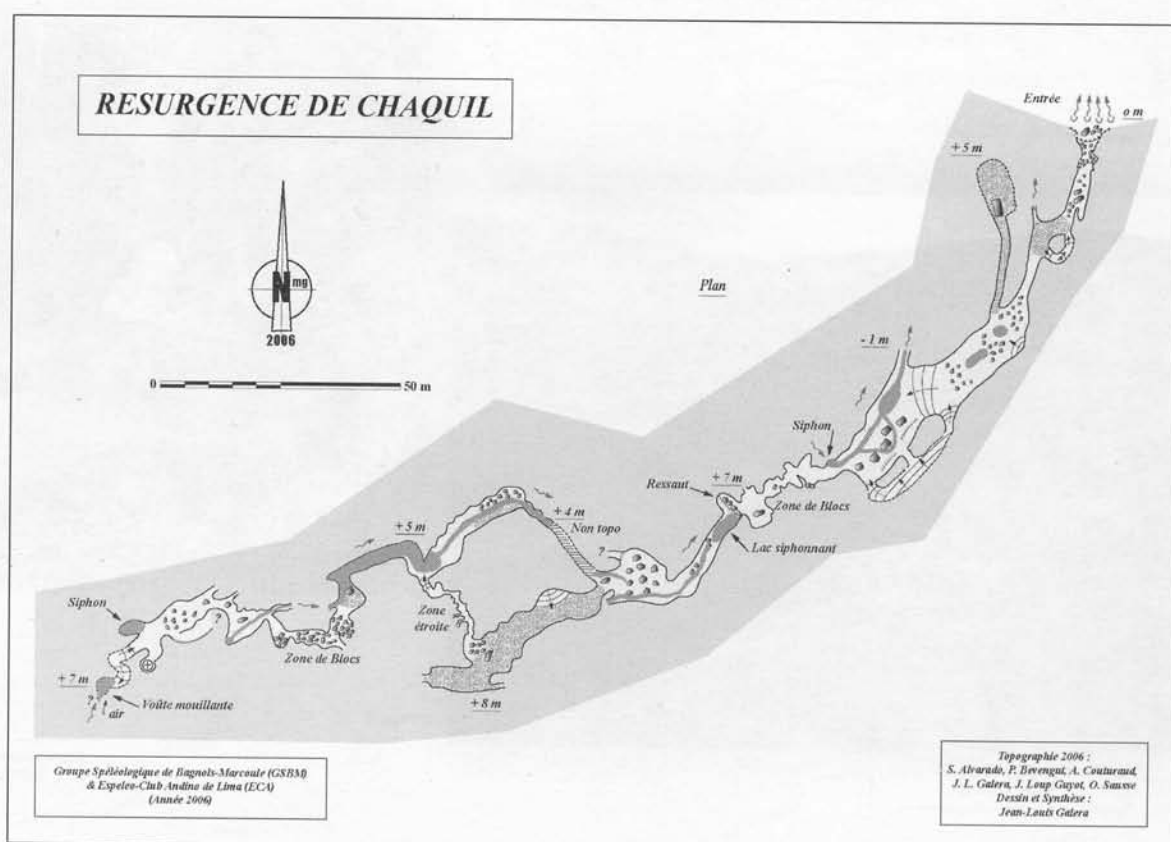 RESURGENCE DE CHAQUIL
Entrée
0 m
+ 5 m
N mg
2006
Plan
0 50 m
- 1 m
Siphon
Ressaut
+ 7 m
Zone de Blocs
Lac siphonnant
+ 5 m
+ 4 m
Non topo
?
Siphon
?
Zone
étroite
Zone de Blocs
+ 7 m
+ 8 m
?
air
Voûte mouillante
Groupe Spéléologique de Bagnols-Marcoule (GSBM)
& Espeleo-Club Andino de Lima (ECA)
(Année 2006)
Topographie 2006 :
S. Alvarado, P. Bevengut, A. Couturaud,
J. L. Galera, J. Loup Guyot, O. Sausse
Dessin et Synthèse :
Jean-Louis Galera